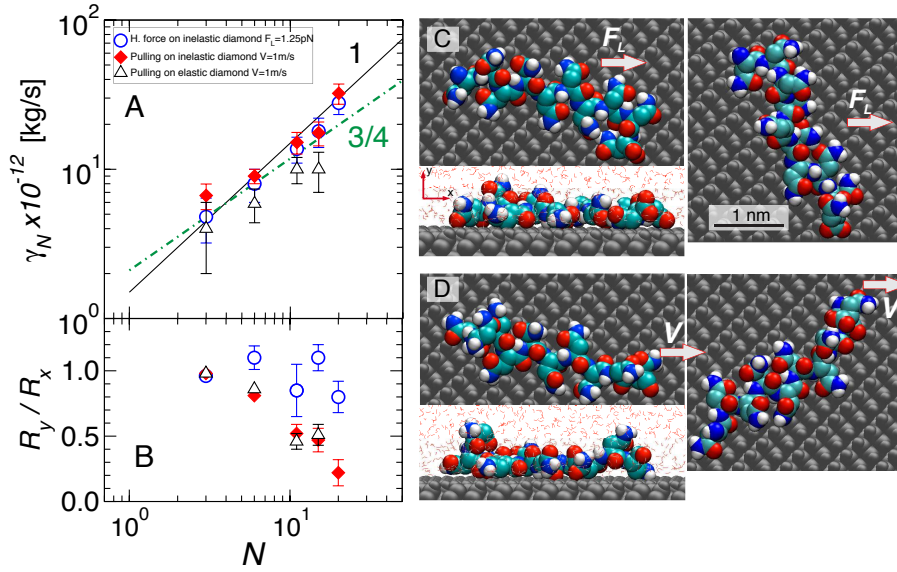 H. force on inelastic diamond F_L=1.25pN
Pulling on inelastic diamond V=1m/s
Pulling on elastic diamond V=1m/s
A
1
3/4
γ_N x10^-12 [kg/s]
10^2
10^1
10^0
B
R_y / R_x
1.0
1.0
0.5
0.0
10^0
10^1
N
C
F_L
y
x
F_L
1 nm
D
V
V